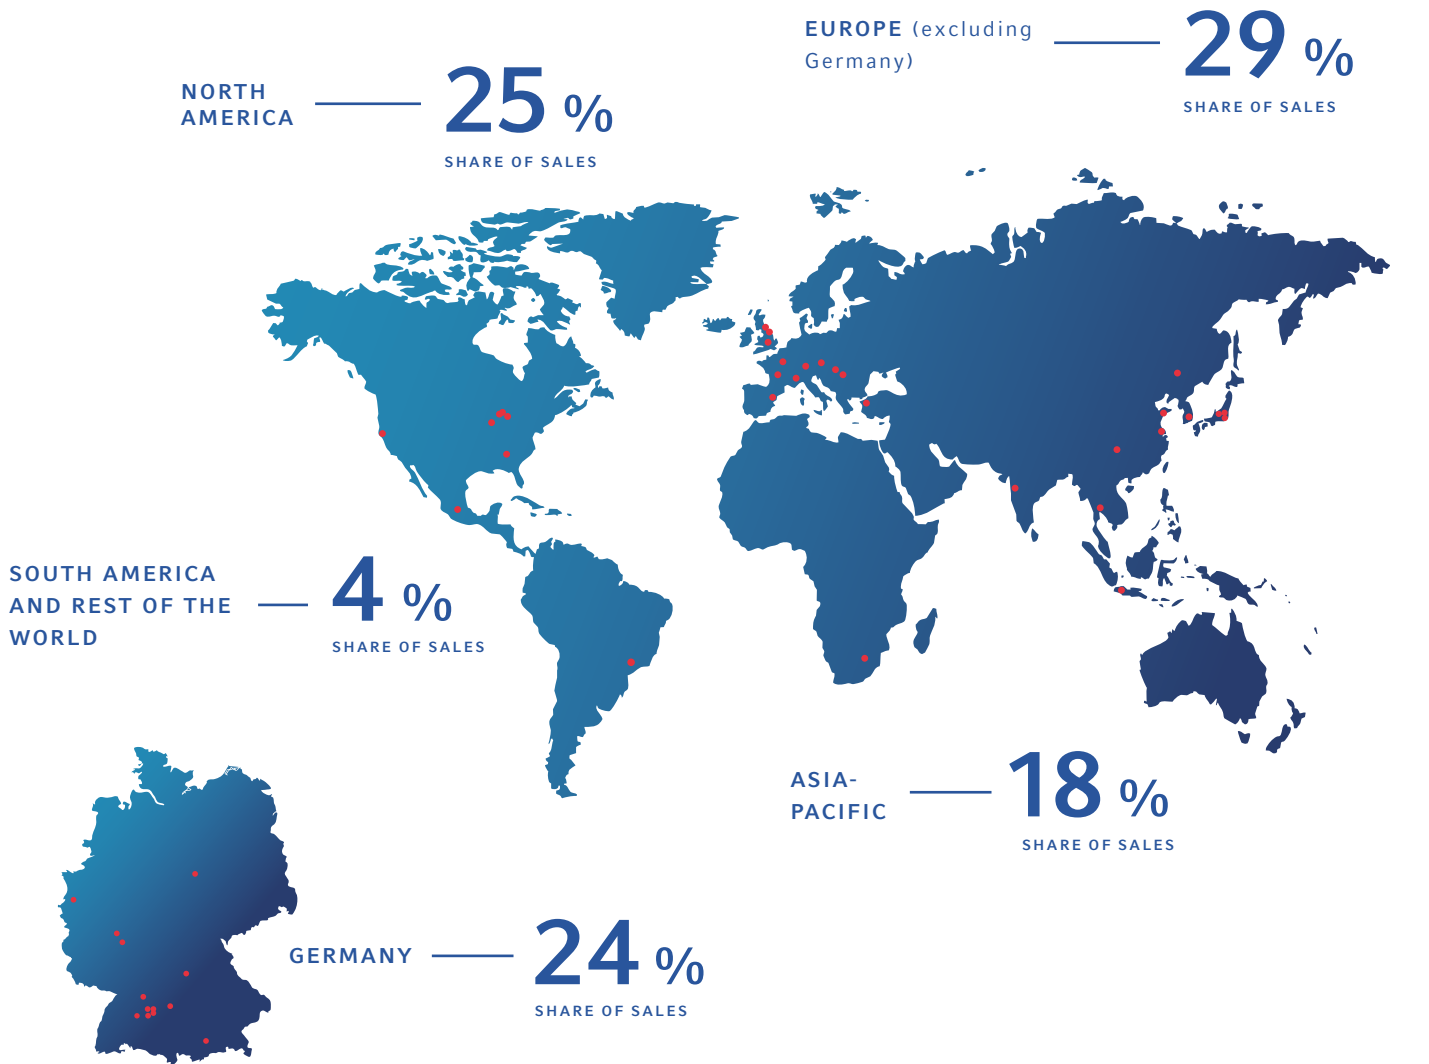 EUROPE (excluding
Germany)
29 %
SHARE OF SALES
NORTH
AMERICA
25 %
SHARE OF SALES
SOUTH AMERICA
AND REST OF THE
WORLD
4 %
SHARE OF SALES
ASIA-
PACIFIC
18 %
SHARE OF SALES
GERMANY
24 %
SHARE OF SALES